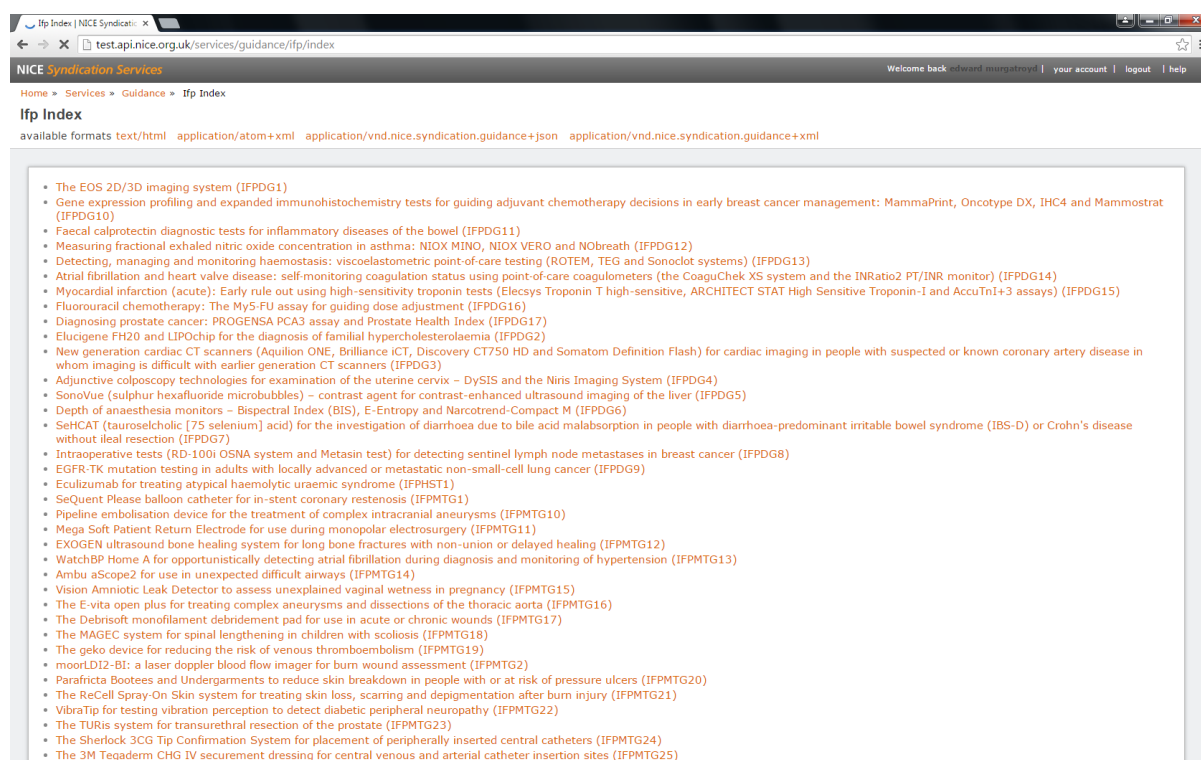 Ifp Index | NICE Syndicatic
test.api.nice.org.uk/services/guidance/ifp/index
NICE Syndication Services
Welcome back edward murgatroyd | your account | logout | help
Home » Services » Guidance » Ifp Index
Ifp Index
available formats text/html application/atom+xml application/vnd.nice.syndication.guidance+json application/vnd.nice.syndication.guidance+xml
• The EOS 2D/3D imaging system (IFPDG1)
• Gene expression profiling and expanded immunohistochemistry tests for guiding adjuvant chemotherapy decisions in early breast cancer management: MammaPrint, Oncotype DX, IHC4 and Mammostrat
(IFPDG10)
• Faecal calprotectin diagnostic tests for inflammatory diseases of the bowel (IFPDG11)
• Measuring fractional exhaled nitric oxide concentration in asthma: NIOX MINO, NIOX VERO and NObreath (IFPDG12)
• Detecting, managing and monitoring haemostasis: viscoelastometric point-of-care testing (ROTEM, TEG and Sonoclot systems) (IFPDG13)
• Atrial fibrillation and heart valve disease: self-monitoring coagulation status using point-of-care coagulometers (the CoaguChek XS system and the INRatio2 PT/INR monitor) (IFPDG14)
• Myocardial infarction (acute): Early rule out using high-sensitivity troponin tests (Elecsys Troponin T high-sensitive, ARCHITECT STAT High Sensitive Troponin-I and AccuTnI+3 assays) (IFPDG15)
• Fluorouracil chemotherapy: The My5-FU assay for guiding dose adjustment (IFPDG16)
• Diagnosing prostate cancer: PROGENSA PCA3 assay and Prostate Health Index (IFPDG17)
• Elucigene FH20 and LIPOchip for the diagnosis of familial hypercholesterolaemia (IFPDG2)
• New generation cardiac CT scanners (Aquilion ONE, Brilliance iCT, Discovery CT750 HD and Somatom Definition Flash) for cardiac imaging in people with suspected or known coronary artery disease in
whom imaging is difficult with earlier generation CT scanners (IFPDG3)
• Adjunctive colposcopy technologies for examination of the uterine cervix – DySIS and the Niris Imaging System (IFPDG4)
• SonoVue (sulphur hexafluoride microbubbles) – contrast agent for contrast-enhanced ultrasound imaging of the liver (IFPDG5)
• Depth of anaesthesia monitors – Bispectral Index (BIS), E-Entropy and Narcotrend-Compact M (IFPDG6)
• SeHCAT (tauroselcholic [75 selenium] acid) for the investigation of diarrhoea due to bile acid malabsorption in people with diarrhoea-predominant irritable bowel syndrome (IBS-D) or Crohn's disease
without ileal resection (IFPDG7)
• Intraoperative tests (RD-100i OSNA system and Metasin test) for detecting sentinel lymph node metastases in breast cancer (IFPDG8)
• EGFR-TK mutation testing in adults with locally advanced or metastatic non-small-cell lung cancer (IFPDG9)
• Eculizumab for treating atypical haemolytic uraemic syndrome (IFPHST1)
• SeQuent Please balloon catheter for in-stent coronary restenosis (IFPMTG1)
• Pipeline embolisation device for the treatment of complex intracranial aneurysms (IFPMTG10)
• Mega Soft Patient Return Electrode for use during monopolar electrosurgery (IFPMTG11)
• EXOGEN ultrasound bone healing system for long bone fractures with non-union or delayed healing (IFPMTG12)
• WatchBP Home A for opportunistically detecting atrial fibrillation during diagnosis and monitoring of hypertension (IFPMTG13)
• Ambu aScope2 for use in unexpected difficult airways (IFPMTG14)
• Vision Amniotic Leak Detector to assess unexplained vaginal wetness in pregnancy (IFPMTG15)
• The E-vita open plus for treating complex aneurysms and dissections of the thoracic aorta (IFPMTG16)
• The Debrisoft monofilament debridement pad for use in acute or chronic wounds (IFPMTG17)
• The MAGEC system for spinal lengthening in children with scoliosis (IFPMTG18)
• The geko device for reducing the risk of venous thromboembolism (IFPMTG19)
• moorLDI2-BI: a laser doppler blood flow imager for burn wound assessment (IFPMTG2)
• Parafricta Bootees and Undergarments to reduce skin breakdown in people with or at risk of pressure ulcers (IFPMTG20)
• The ReCell Spray-On Skin system for treating skin loss, scarring and depigmentation after burn injury (IFPMTG21)
• VibraTip for testing vibration perception to detect diabetic peripheral neuropathy (IFPMTG22)
• The TURis system for transurethral resection of the prostate (IFPMTG23)
• The Sherlock 3CG Tip Confirmation System for placement of peripherally inserted central catheters (IFPMTG24)
• The 3M Tegaderm CHG IV securement dressing for central venous and arterial catheter insertion sites (IFPMTG25)